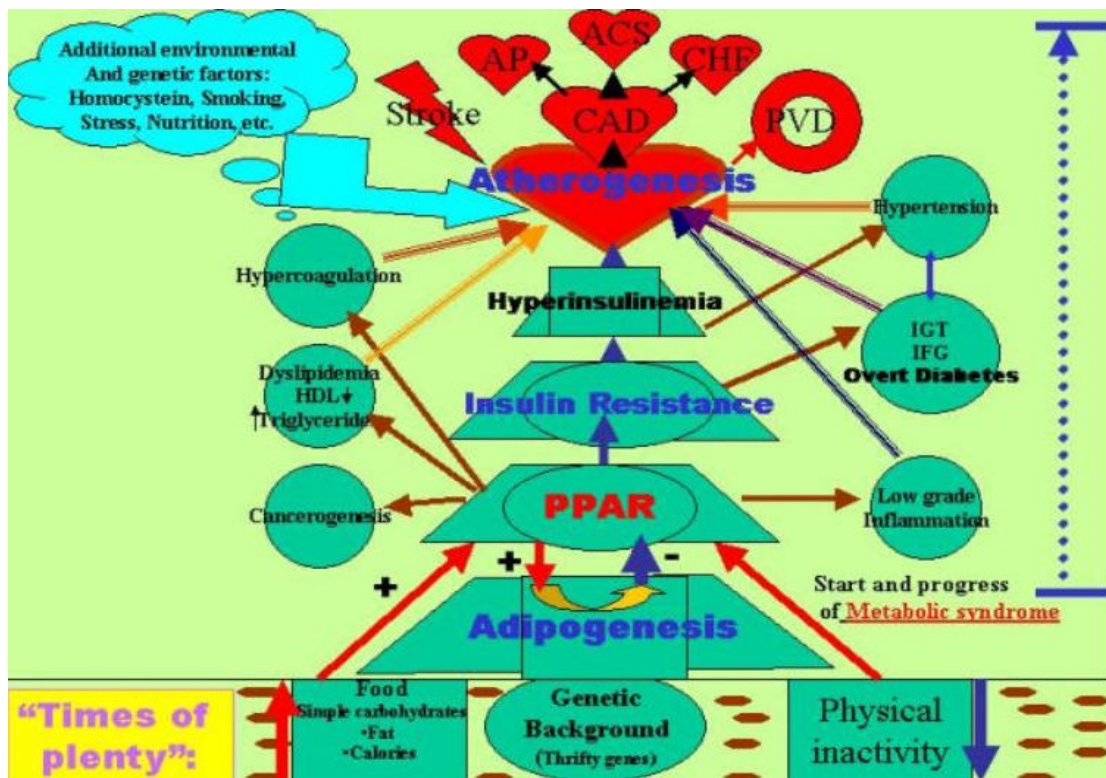 Additional environmental
And genetic factors:
Homocystein, Smoking,
Stress, Nutrition, etc.
ACS
AP
CHF
Stroke
CAD
PVD
Atherogenesis
Hypertension
Hypercoagulation
Hyperinsulinemia
IGT
IFG
Overt Diabetes
Dyslipidemia
HDL↓
↑Triglyceride
Insulin Resistance
PPAR
Cancerogenesis
Low grade
Inflammation
+
+
-
Start and progress
of Metabolic syndrome
Adipogenesis
"Times of
plenty":
Food
Simple carbohydrates
•Fat
•Calories
Genetic
Background
(Thrifty genes)
Physical
inactivity